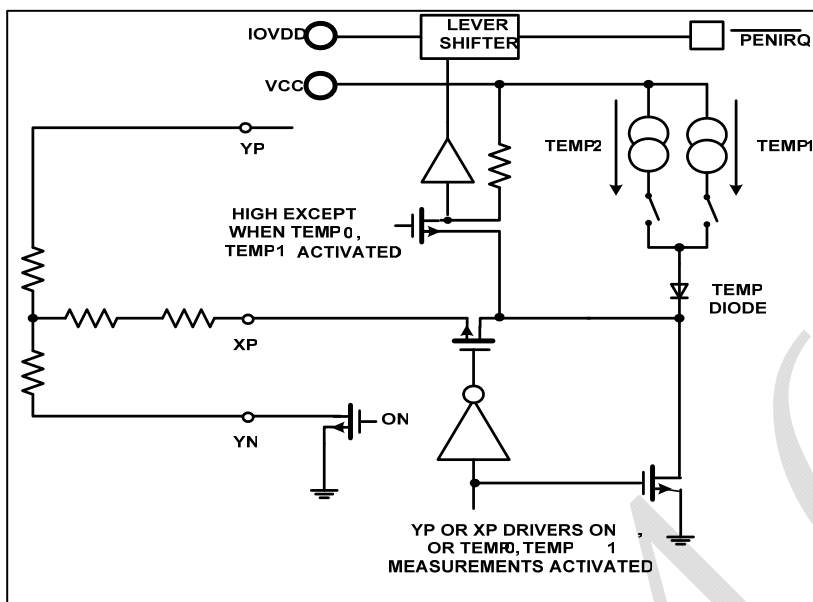 LEVER
SHIFTER
IOVDD
PENIRQ
VCC
YP
TEMP2
TEMP1
HIGH EXCEPT
WHEN TEMP0,
TEMP1 ACTIVATED
TEMP
DIODE
XP
YN
ON
YP OR XP DRIVERS ON ,
OR TEMP0, TEMP 1
MEASUREMENTS ACTIVATED